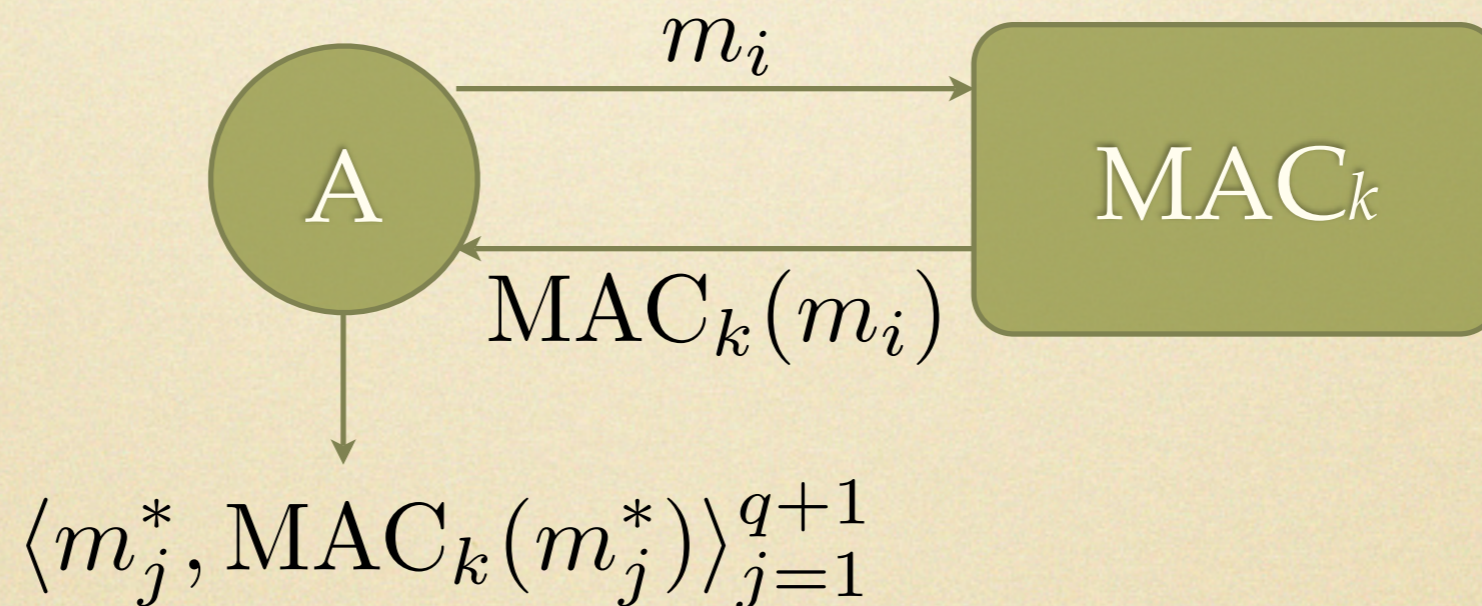 m_i
A
MAC_k
MAC_k(m_i)
⟨m_j^*, MAC_k(m_j^*)⟩_{j=1}^{q+1}